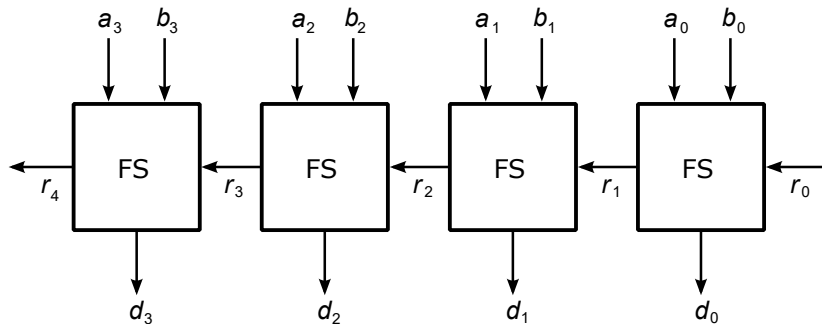 a₃ b₃ a₂ b₂ a₁ b₁ a₀ b₀
FS FS FS FS
r₄ r₃ r₂ r₁ r₀
d₃ d₂ d₁ d₀